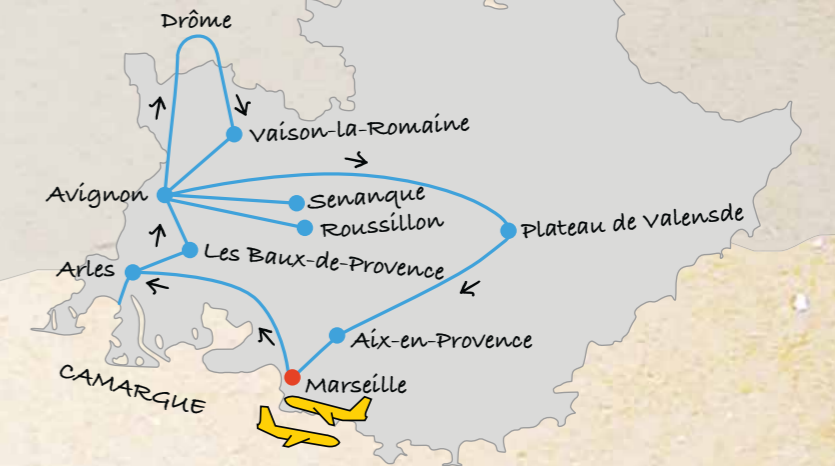 Drôme
Vaison-la-Romaine
Avignon
Senanque
Roussillon
Plateau de Valensde
Les Baux-de-Provence
Arles
Aix-en-Provence
CAMARGUE
Marseille